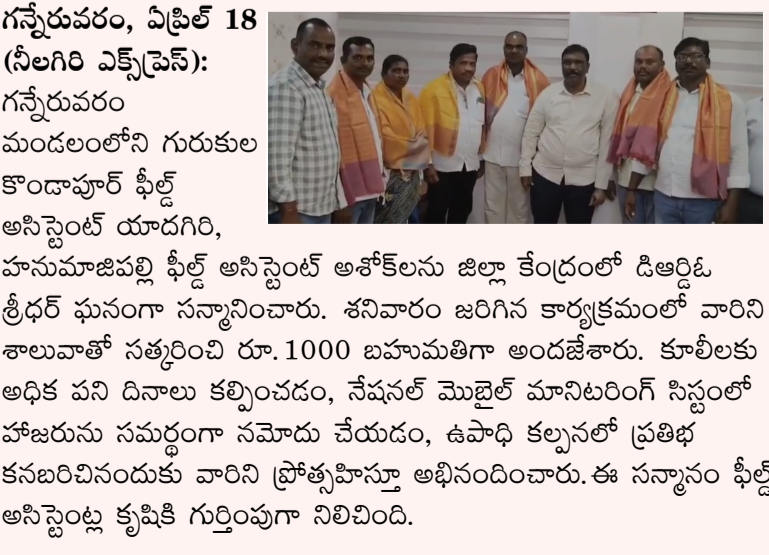 గన్నేరువరం, ఏప్రిల్ 18
(నీలగిరి ఎక్స్‌ప్రెస్):
గన్నేరువరం
మండలంలోని గురుకుల
కొండాపూర్ ఫీల్డ్
అసిస్టెంట్ యాదగిరి,
హనుమాజిపల్లి ఫీల్డ్ అసిస్టెంట్ అశోక్‌లను జిల్లా కేంద్రంలో డిఆర్డిఓ
శ్రీధర్ ఘనంగా సన్మానించారు. శనివారం జరిగిన కార్యక్రమంలో వారిని
శాలువాతో సత్కరించి రూ.1000 బహుమతిగా అందజేశారు. కూలీలకు
అధిక పని దినాలు కల్పించడం, నేషనల్ మొబైల్ మానిటరింగ్ సిస్టంలో
హాజరును సమర్థంగా నమోదు చేయడం, ఉపాధి కల్పనలో ప్రతిభ
కనబరిచినందుకు వారిని ప్రోత్సహిస్తూ అభినందించారు.ఈ సన్మానం ఫీల్డ్
అసిస్టెంట్ల కృషికి గుర్తింపుగా నిలిచింది.